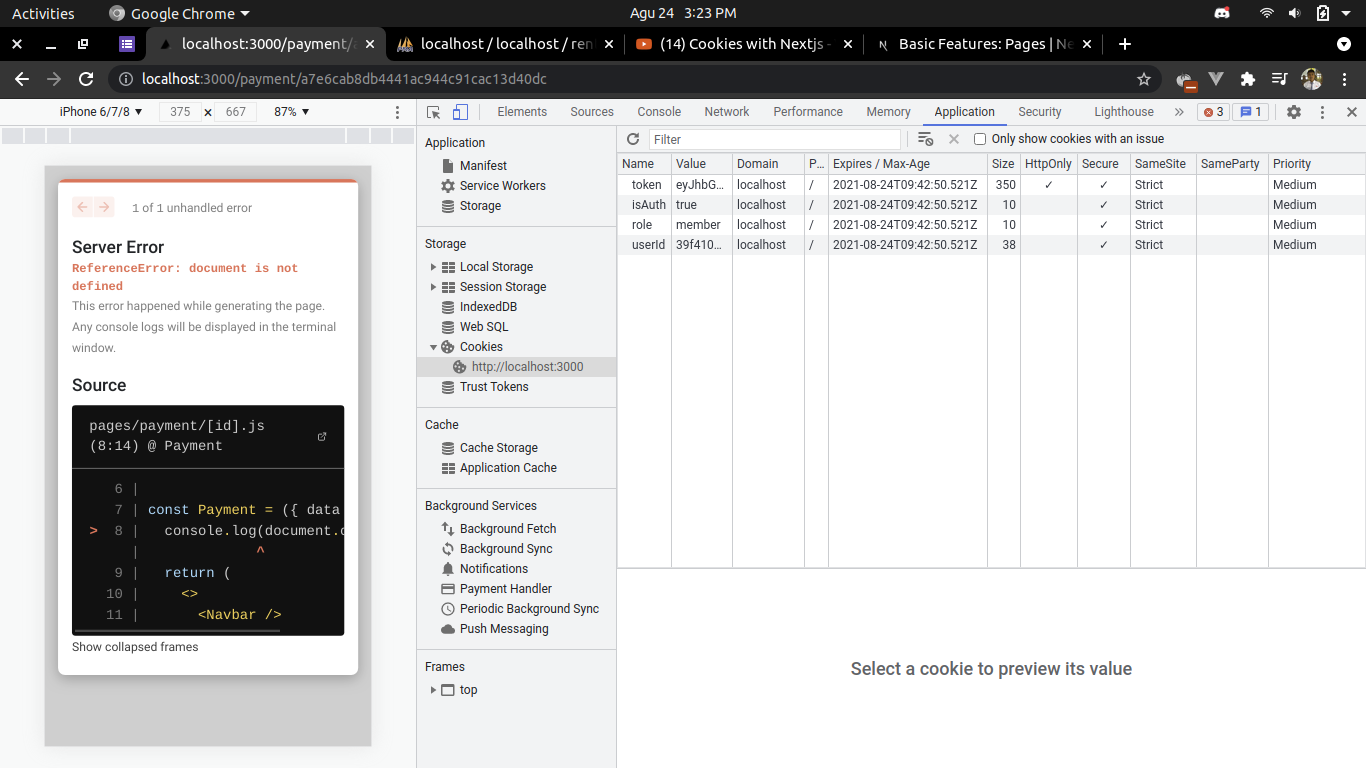 Activities Google Chrome Agu 24 3:23 PM
localhost:3000/payment/a localhost / localhost / ren (14) Cookies with Nextjs - Basic Features: Pages | Ne
localhost:3000/payment/a7e6cab8db4441ac944c91cac13d40dc
iPhone 6/7/8 375 × 667 87%
Elements Sources Console Network Performance Memory Application Security Lighthouse » 3 1
1 of 1 unhandled error
Server Error
ReferenceError: document is not
defined
This error happened while generating the page.
Any console logs will be displayed in the terminal
window.
Source
pages/payment/[id].js
(8:14) @ Payment
6 |
7 | const Payment = ({ data
> 8 | console.log(document.c
| ^
9 | return (
10 | <>
11 | <Navbar />
Show collapsed frames
Application
Manifest
Service Workers
Storage
Storage
Local Storage
Session Storage
IndexedDB
Web SQL
Cookies
http://localhost:3000
Trust Tokens
Cache
Cache Storage
Application Cache
Background Services
Background Fetch
Background Sync
Notifications
Payment Handler
Periodic Background Sync
Push Messaging
Frames
top
Filter Only show cookies with an issue
Name Value Domain P... Expires / Max-Age Size HttpOnly Secure SameSite SameParty Priority
token eyJhbG... localhost / 2021-08-24T09:42:50.521Z 350 ✓ ✓ Strict Medium
isAuth true localhost / 2021-08-24T09:42:50.521Z 10 ✓ Strict Medium
role member localhost / 2021-08-24T09:42:50.521Z 10 ✓ Strict Medium
userId 39f410... localhost / 2021-08-24T09:42:50.521Z 38 ✓ Strict Medium
Select a cookie to preview its value